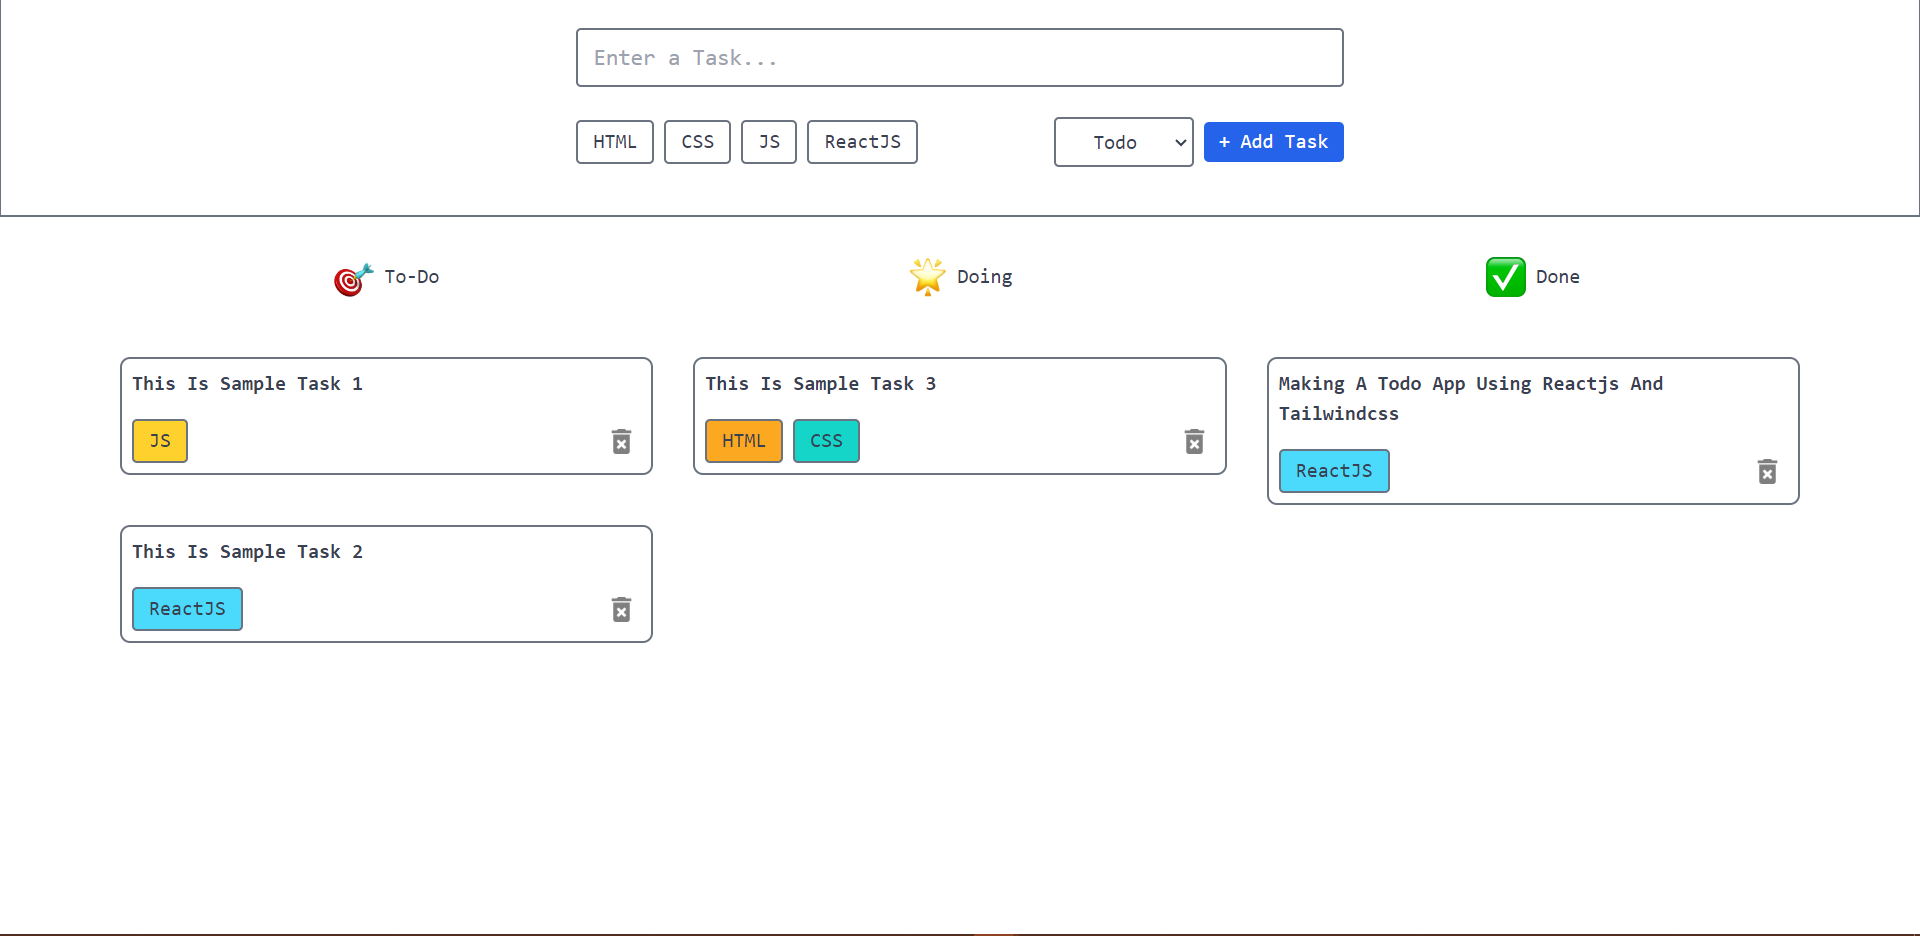 Enter a Task...
HTML CSS JS ReactJS Todo + Add Task
To-Do Doing Done
This Is Sample Task 1
JS
This Is Sample Task 2
ReactJS
This Is Sample Task 3
HTML CSS
Making A Todo App Using Reactjs And
Tailwindcss
ReactJS